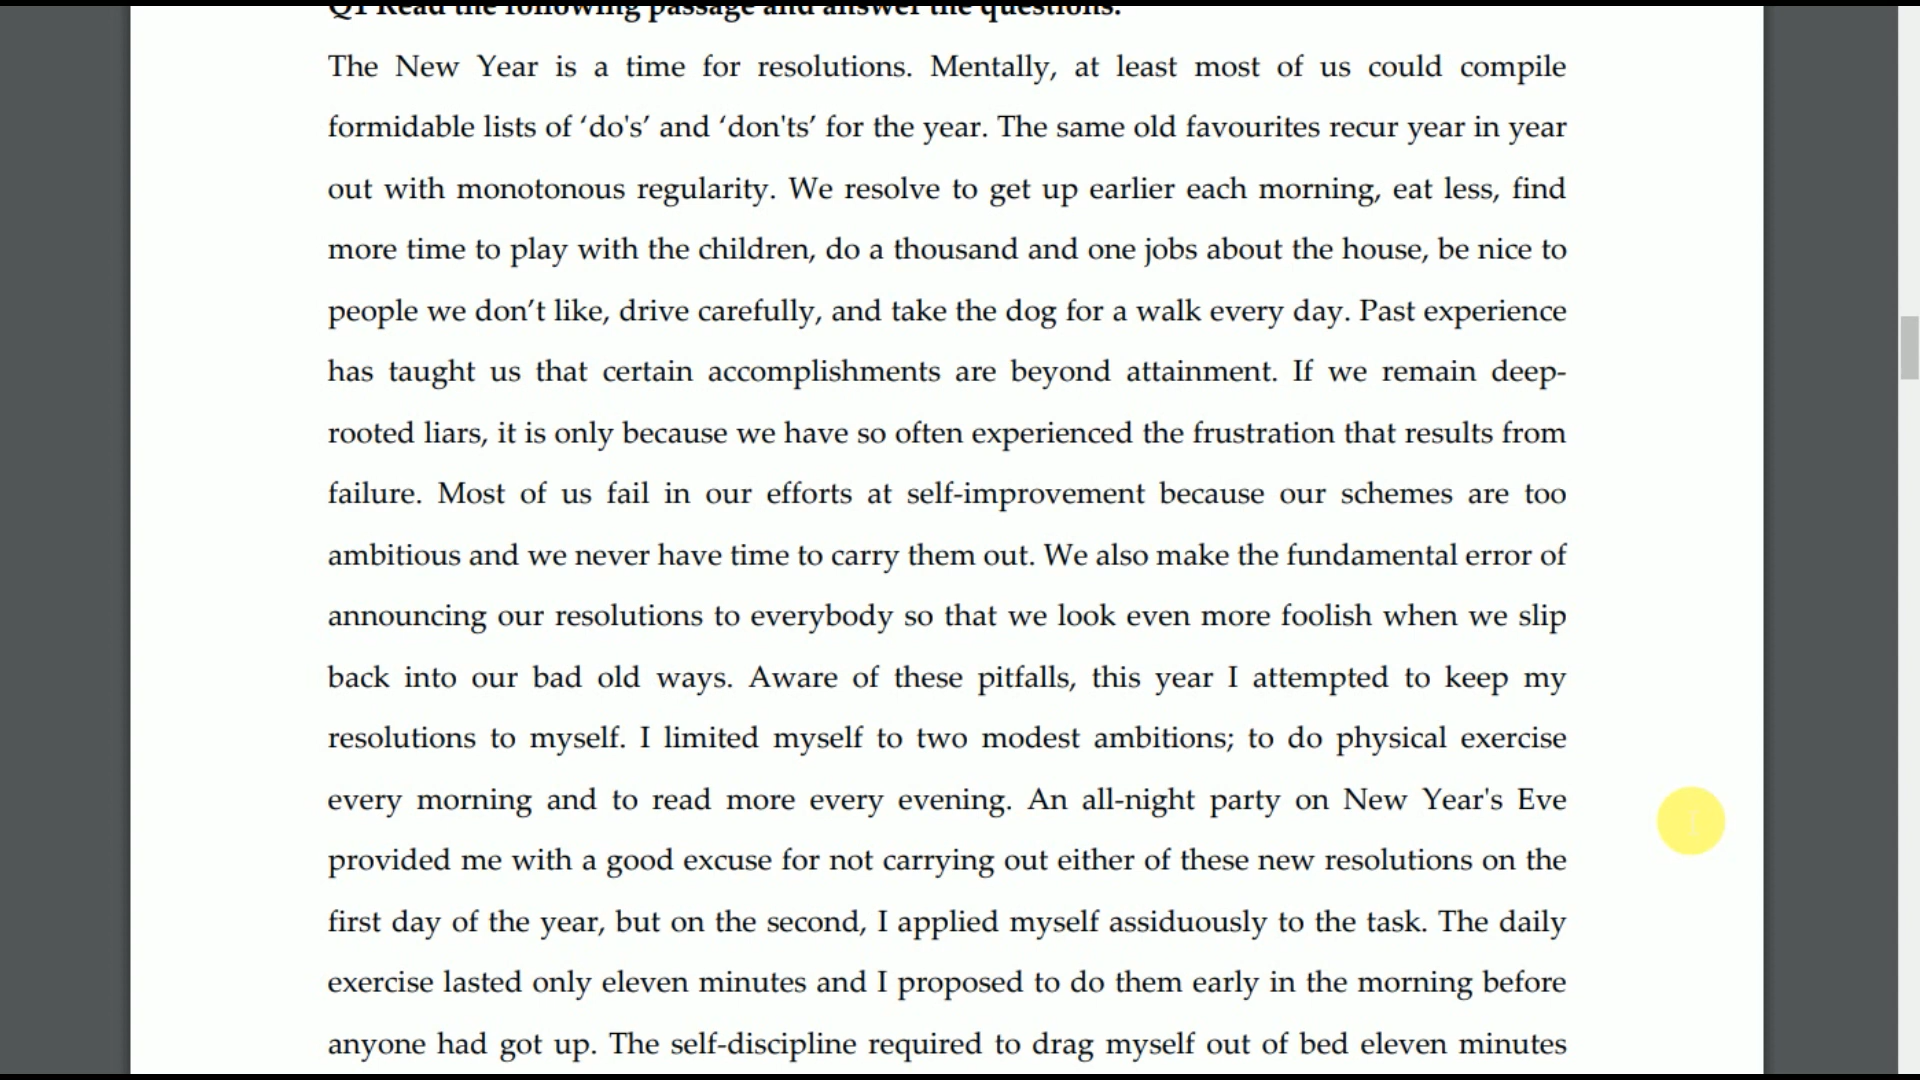 Q1 Read the following passage and answer the questions.
The New Year is a time for resolutions. Mentally, at least most of us could compile
formidable lists of ‘do's’ and ‘don'ts’ for the year. The same old favourites recur year in year
out with monotonous regularity. We resolve to get up earlier each morning, eat less, find
more time to play with the children, do a thousand and one jobs about the house, be nice to
people we don’t like, drive carefully, and take the dog for a walk every day. Past experience
has taught us that certain accomplishments are beyond attainment. If we remain deep-
rooted liars, it is only because we have so often experienced the frustration that results from
failure. Most of us fail in our efforts at self-improvement because our schemes are too
ambitious and we never have time to carry them out. We also make the fundamental error of
announcing our resolutions to everybody so that we look even more foolish when we slip
back into our bad old ways. Aware of these pitfalls, this year I attempted to keep my
resolutions to myself. I limited myself to two modest ambitions; to do physical exercise
every morning and to read more every evening. An all-night party on New Year's Eve
provided me with a good excuse for not carrying out either of these new resolutions on the
first day of the year, but on the second, I applied myself assiduously to the task. The daily
exercise lasted only eleven minutes and I proposed to do them early in the morning before
anyone had got up. The self-discipline required to drag myself out of bed eleven minutes